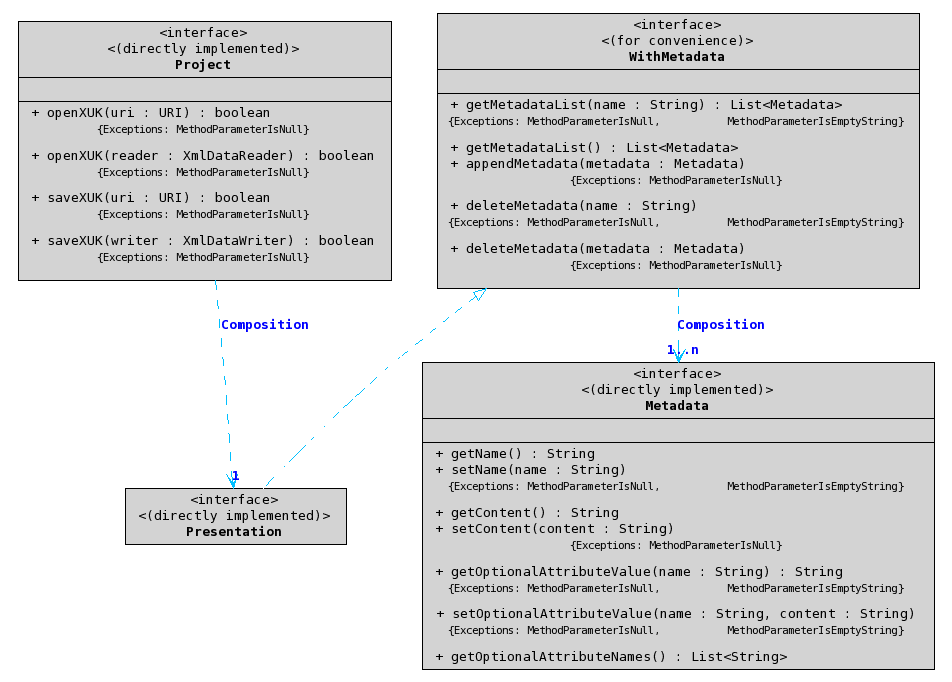 <interface>
<(directly implemented)>
Project
+ openXUK(uri : URI) : boolean
{Exceptions: MethodParameterIsNull}
+ openXUK(reader : XmlDataReader) : boolean
{Exceptions: MethodParameterIsNull}
+ saveXUK(uri : URI) : boolean
{Exceptions: MethodParameterIsNull}
+ saveXUK(writer : XmlDataWriter) : boolean
{Exceptions: MethodParameterIsNull}
<interface>
<(for convenience)>
WithMetadata
+ getMetadataList(name : String) : List<Metadata>
{Exceptions: MethodParameterIsNull, MethodParameterIsEmptyString}
+ getMetadataList() : List<Metadata>
+ appendMetadata(metadata : Metadata)
{Exceptions: MethodParameterIsNull}
+ deleteMetadata(name : String)
{Exceptions: MethodParameterIsNull, MethodParameterIsEmptyString}
+ deleteMetadata(metadata : Metadata)
{Exceptions: MethodParameterIsNull}
Composition
1
Composition
1..n
<interface>
<(directly implemented)>
Presentation
<interface>
<(directly implemented)>
Metadata
+ getName() : String
+ setName(name : String)
{Exceptions: MethodParameterIsNull, MethodParameterIsEmptyString}
+ getContent() : String
+ setContent(content : String)
{Exceptions: MethodParameterIsNull}
+ getOptionalAttributeValue(name : String) : String
{Exceptions: MethodParameterIsNull, MethodParameterIsEmptyString}
+ setOptionalAttributeValue(name : String, content : String)
{Exceptions: MethodParameterIsNull, MethodParameterIsEmptyString}
+ getOptionalAttributeNames() : List<String>